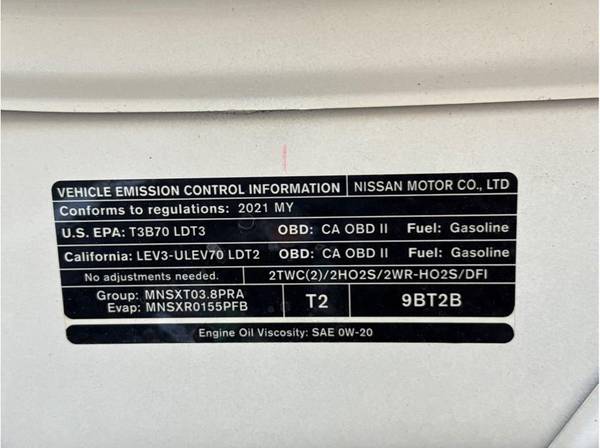 VEHICLE EMISSION CONTROL INFORMATION NISSAN MOTOR CO., LTD
Conforms to regulations: 2021 MY
U.S. EPA: T3B70 LDT3 OBD: CA OBD II Fuel: Gasoline
California: LEV3-ULEV70 LDT2 OBD: CA OBD II Fuel: Gasoline
No adjustments needed. 2TWC(2)/2HO2S/2WR-HO2S/DFI
Group: MNSXT03.8PRA
Evap: MNSXR0155PFB
T2 9BT2B
Engine Oil Viscosity: SAE 0W-20